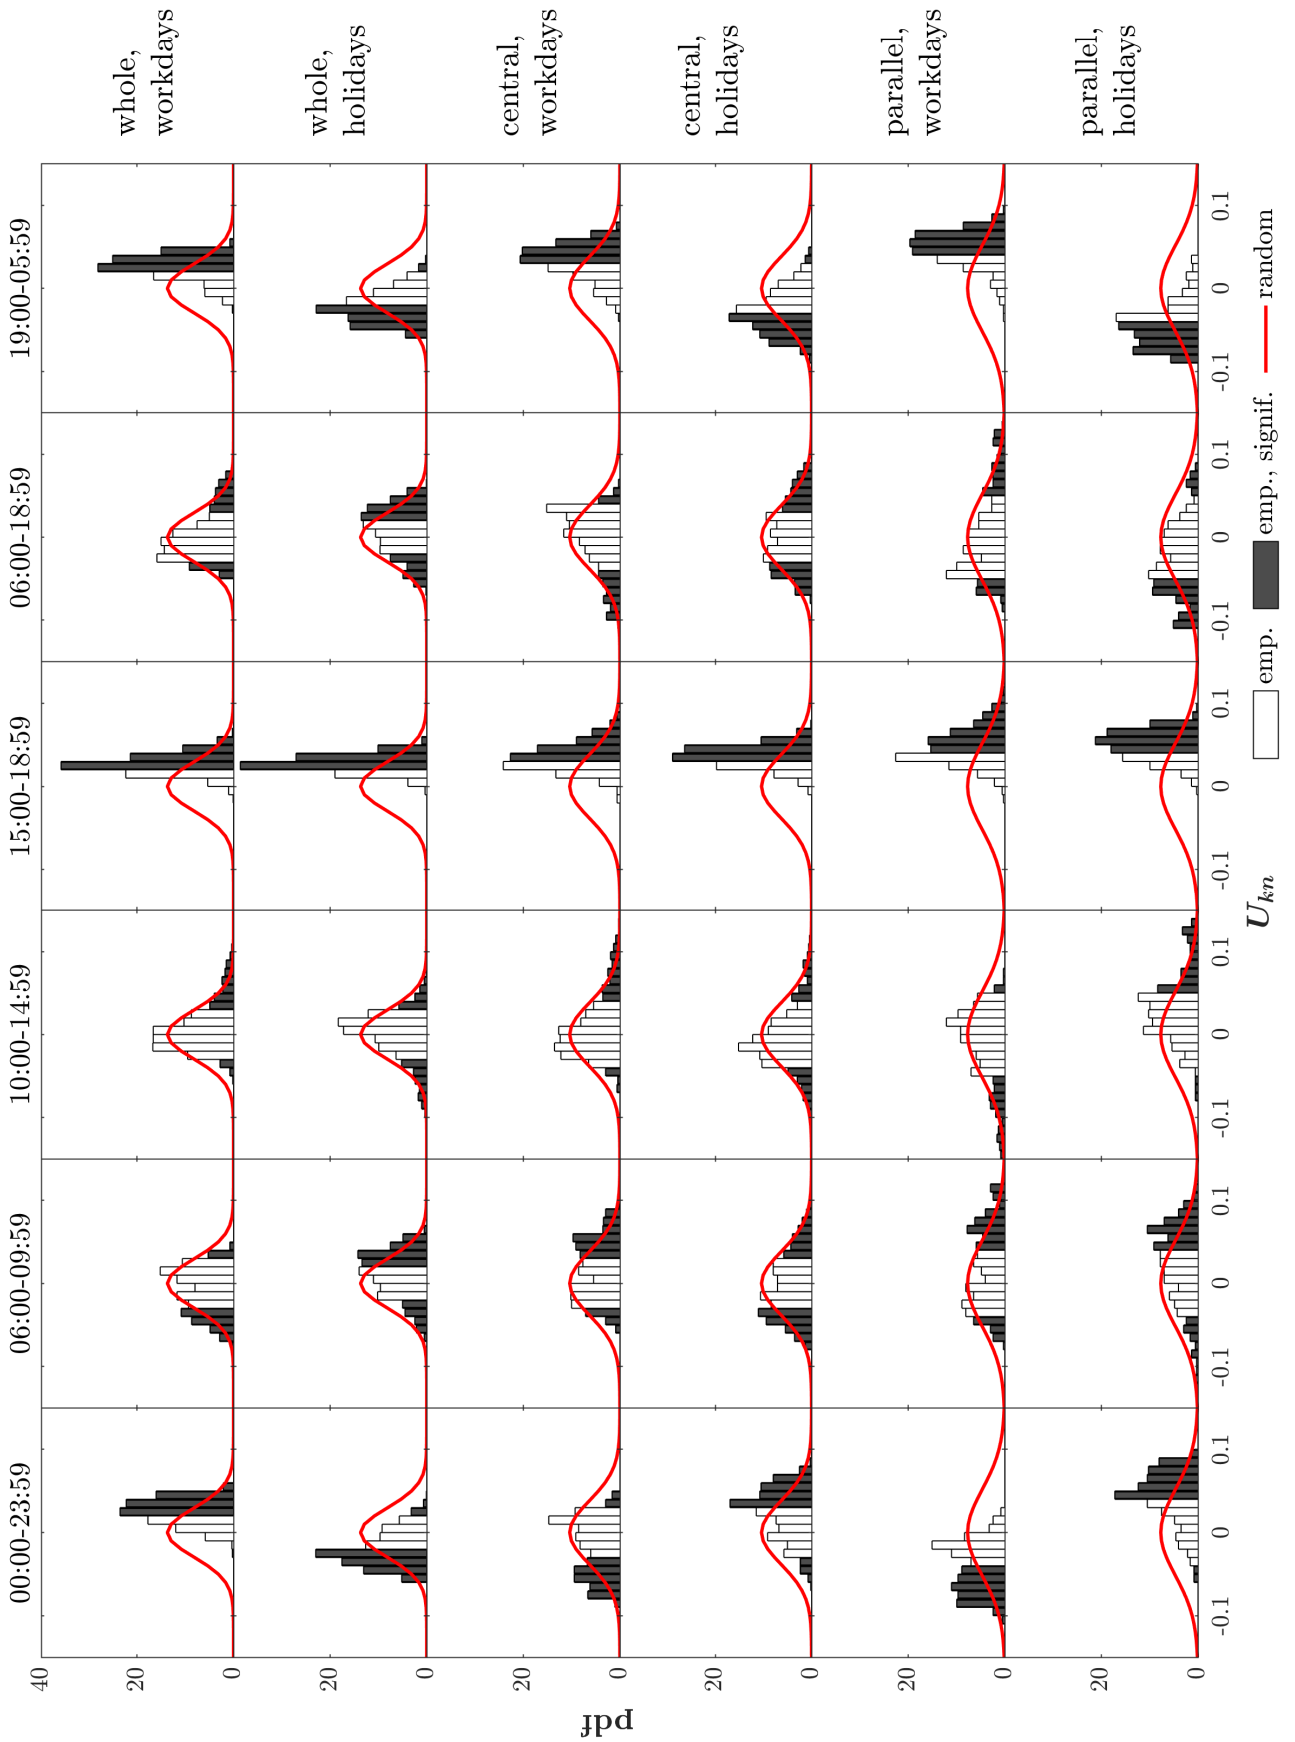 00:00-23:59 06:00-09:59 10:00-14:59 15:00-18:59 06:00-18:59 19:00-05:59
40
20
0
whole,
workdays
20
0
whole,
holidays
20
0
central,
workdays
20
0
central,
holidays
20
0
parallel,
workdays
20
0
parallel,
holidays
pdf
-0.1 0 0.1 -0.1 0 0.1 -0.1 0 0.1 -0.1 0 0.1 -0.1 0 0.1 -0.1 0 0.1
U_{kn}
emp. emp., signif. random